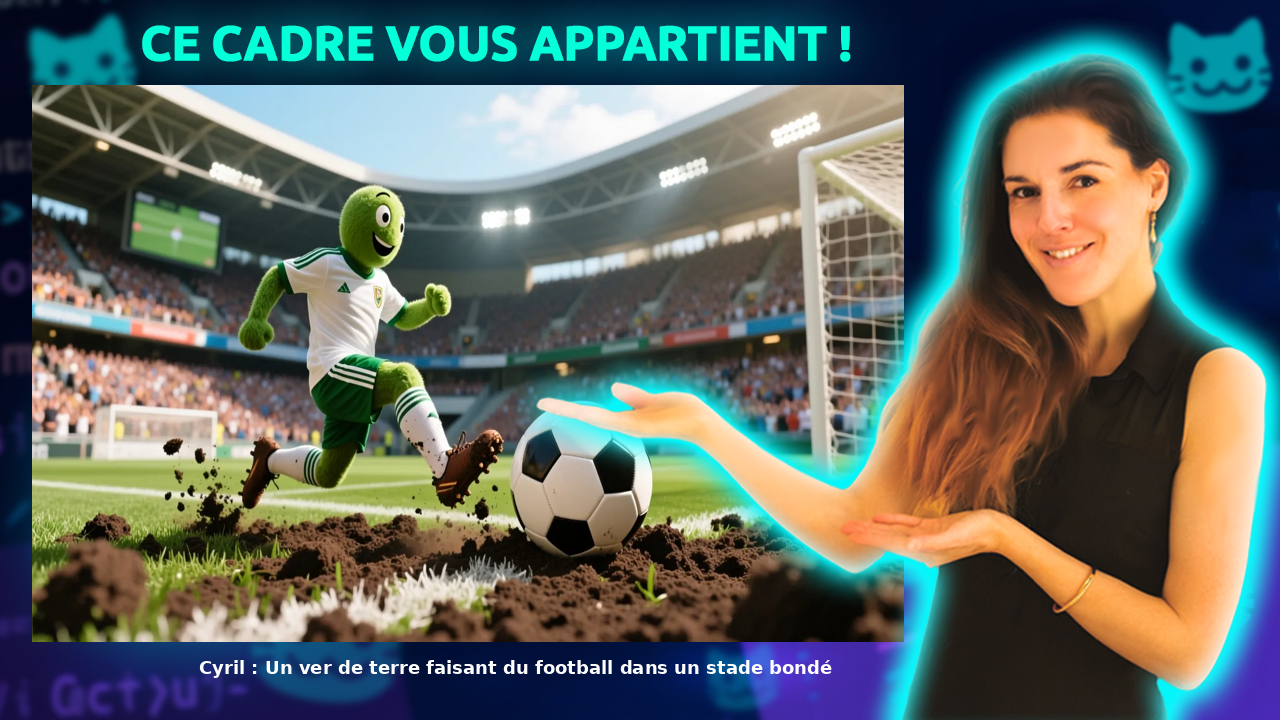 CE CADRE VOUS APPARTIENT !
Cyril : Un ver de terre faisant du football dans un stade bondé